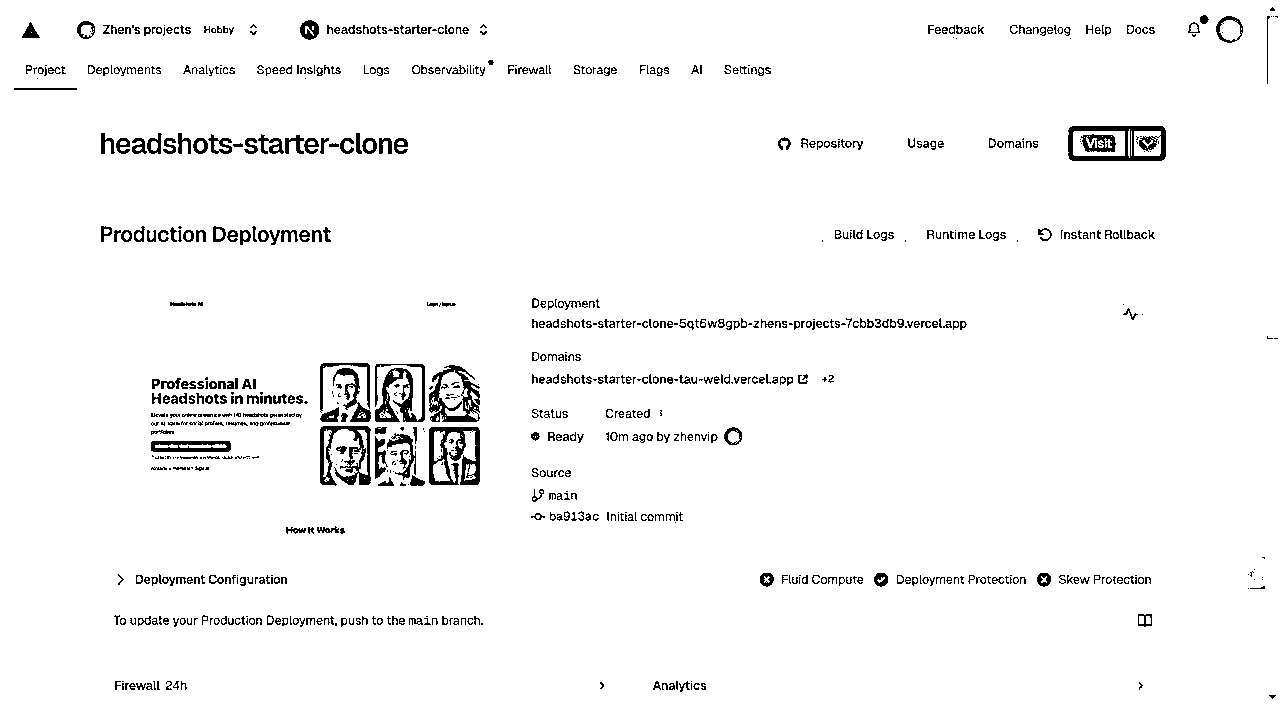 Zhen's projects Hobby headshots-starter-clone Feedback Changelog Help Docs
Project Deployments Analytics Speed Insights Logs Observability Firewall Storage Flags AI Settings
headshots-starter-clone Repository Usage Domains Visit
Production Deployment Build Logs Runtime Logs Instant Rollback
Headshots AI
Professional AI
Headshots in minutes.
How It Works
Deployment
headshots-starter-clone-5qt6w8gpb-zhens-projects-7cbb3db9.vercel.app
Domains
headshots-starter-clone-tau-weld.vercel.app +2
Status Created
Ready 10m ago by zhenvip
Source
main
ba913ac Initial commit
Deployment Configuration Fluid Compute Deployment Protection Skew Protection
To update your Production Deployment, push to the main branch.
Firewall 24h Analytics